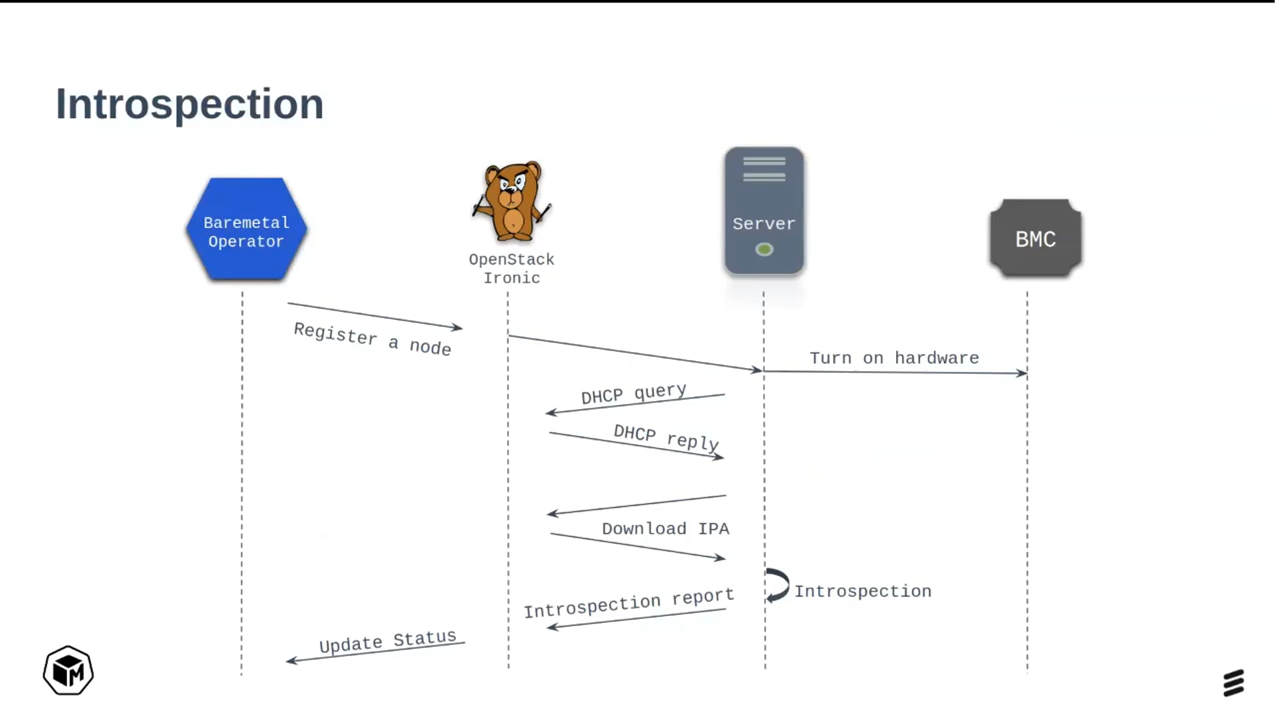 Introspection
Baremetal
Operator
OpenStack
Ironic
Server
BMC
Register a node
Turn on hardware
DHCP query
DHCP reply
Download IPA
Introspection
Introspection report
Update Status
M